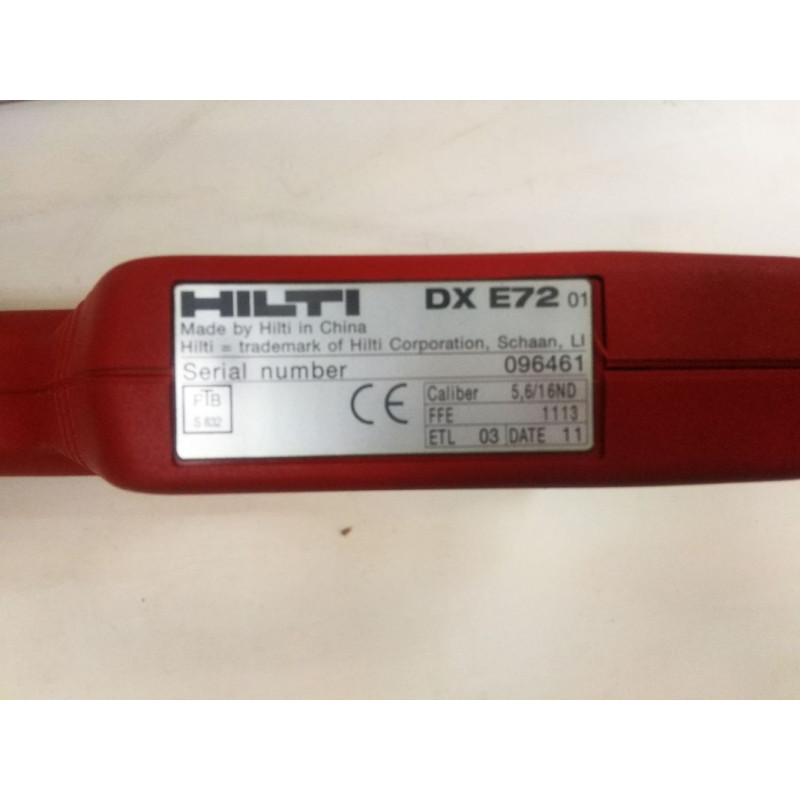 HILTI DX E72 01
Made by Hilti in China
Hilti = trademark of Hilti Corporation, Schaan, LI
Serial number 096461
PTB
S 832
CE
Caliber 5,6/16ND
FFE 1113
ETL 03 DATE 11